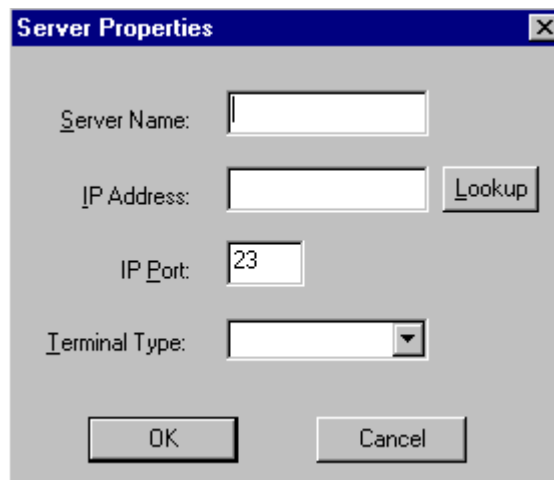 Server Properties
Server Name:
IP Address:
Lookup
IP Port:
23
Terminal Type:
OK
Cancel